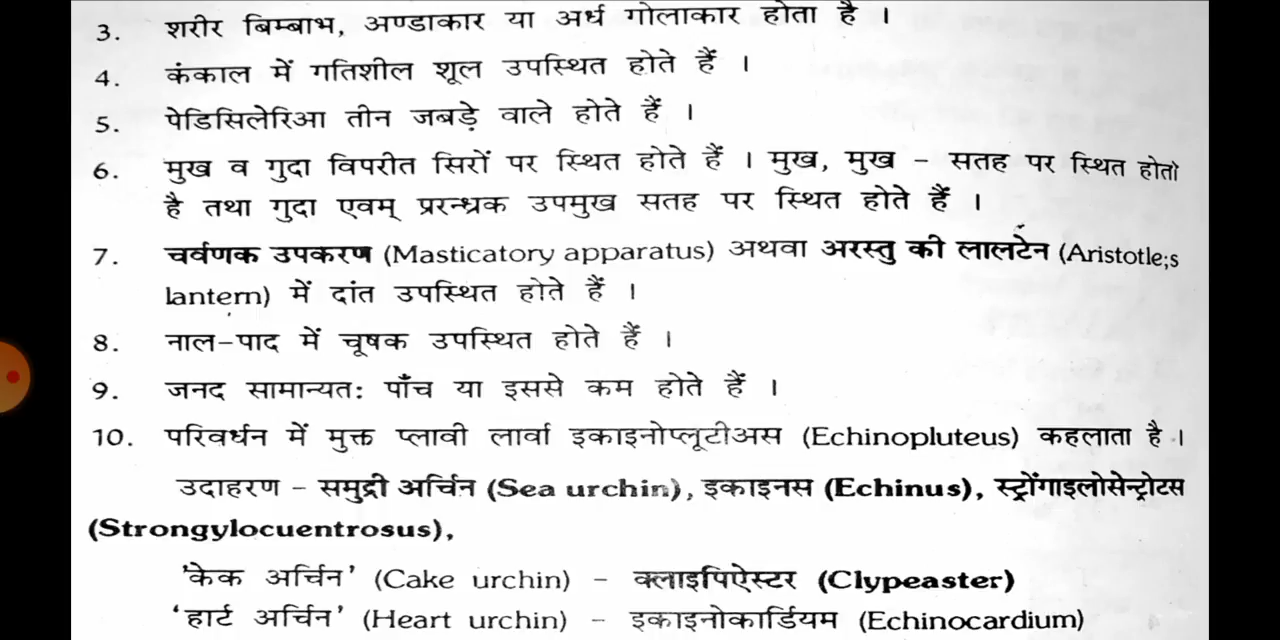 3. शरीर बिम्बाभ, अण्डाकार या अर्ध गोलाकार होता है ।
4. कंकाल में गतिशील शूल उपस्थित होते हैं ।
5. पेडिसिलेरिआ तीन जबड़े वाले होते हैं ।
6. मुख व गुदा विपरीत सिरों पर स्थित होते हैं । मुख, मुख – सतह पर स्थित होता
है तथा गुदा एवम् प्ररन्ध्रक उपमुख सतह पर स्थित होते हैं ।
7. चर्वणक उपकरण (Masticatory apparatus) अथवा अरस्तु की लालटेन (Aristotle;s
lantern) में दांत उपस्थित होते हैं ।
8. नाल-पाद में चूषक उपस्थित होते हैं ।
9. जनद सामान्यतः पाँच या इससे कम होते हैं ।
10. परिवर्धन में मुक्त प्लावी लार्वा इकाइनोप्लूटीअस (Echinopluteus) कहलाता है ।
उदाहरण – समुद्री अर्चिन (Sea urchin), इकाइनस (Echinus), स्ट्रोंगाइलोसेन्ट्रोटस
(Strongylocuentrosus),
'केक अर्चिन' (Cake urchin) – क्लाइपिऐस्टर (Clypeaster)
'हार्ट अर्चिन' (Heart urchin) – इकाइनोकार्डियम (Echinocardium)